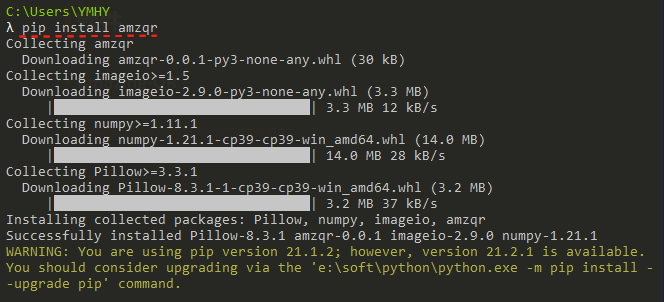 C:\Users\YMHY
λ pip install amzqr
Collecting amzqr
Downloading amzqr-0.0.1-py3-none-any.whl (30 kB)
Collecting imageio>=1.5
Downloading imageio-2.9.0-py3-none-any.whl (3.3 MB)
| | 3.3 MB 12 kB/s
Collecting numpy>=1.11.1
Downloading numpy-1.21.1-cp39-cp39-win_amd64.whl (14.0 MB)
| | 14.0 MB 28 kB/s
Collecting Pillow>=3.3.1
Downloading Pillow-8.3.1-1-cp39-cp39-win_amd64.whl (3.2 MB)
| | 3.2 MB 37 kB/s
Installing collected packages: Pillow, numpy, imageio, amzqr
Successfully installed Pillow-8.3.1 amzqr-0.0.1 imageio-2.9.0 numpy-1.21.1
WARNING: You are using pip version 21.1.2; however, version 21.2.1 is available.
You should consider upgrading via the 'e:\soft\python\python.exe -m pip install -
-upgrade pip' command.